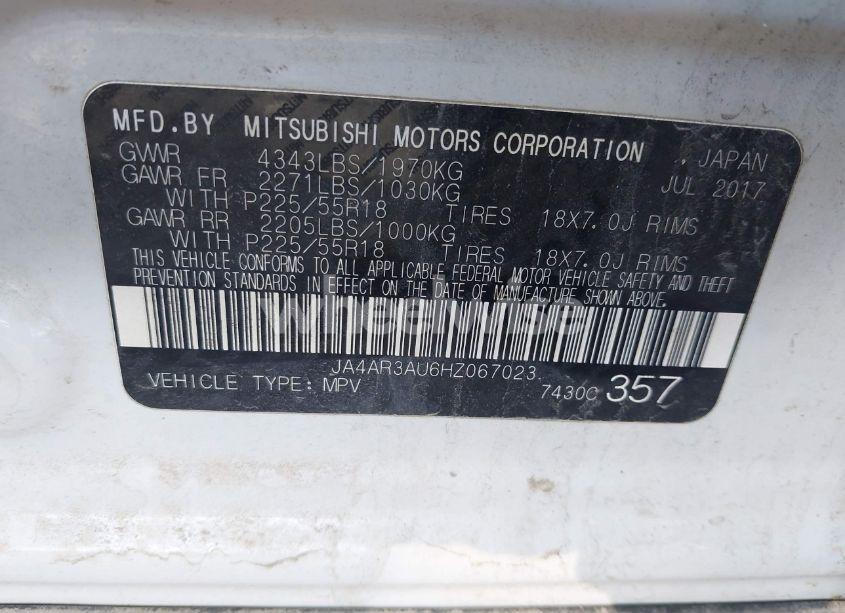 MFD.BY MITSUBISHI MOTORS CORPORATION . JAPAN
GVWR 4343LBS/1970KG JUL 2017
GAWR FR 2271LBS/1030KG
WITH P225/55R18 TIRES 18X7.0J RIMS
GAWR RR 2205LBS/1000KG
WITH P225/55R18 TIRES 18X7.0J RIMS
THIS VEHICLE CONFORMS TO ALL APPLICABLE FEDERAL MOTOR VEHICLE SAFETY AND THEFT
PREVENTION STANDARDS IN EFFECT ON THE DATE OF MANUFACTURE SHOWN ABOVE.
wheelwise
JA4AR3AU6HZ067023
VEHICLE TYPE: MPV 7430C 357